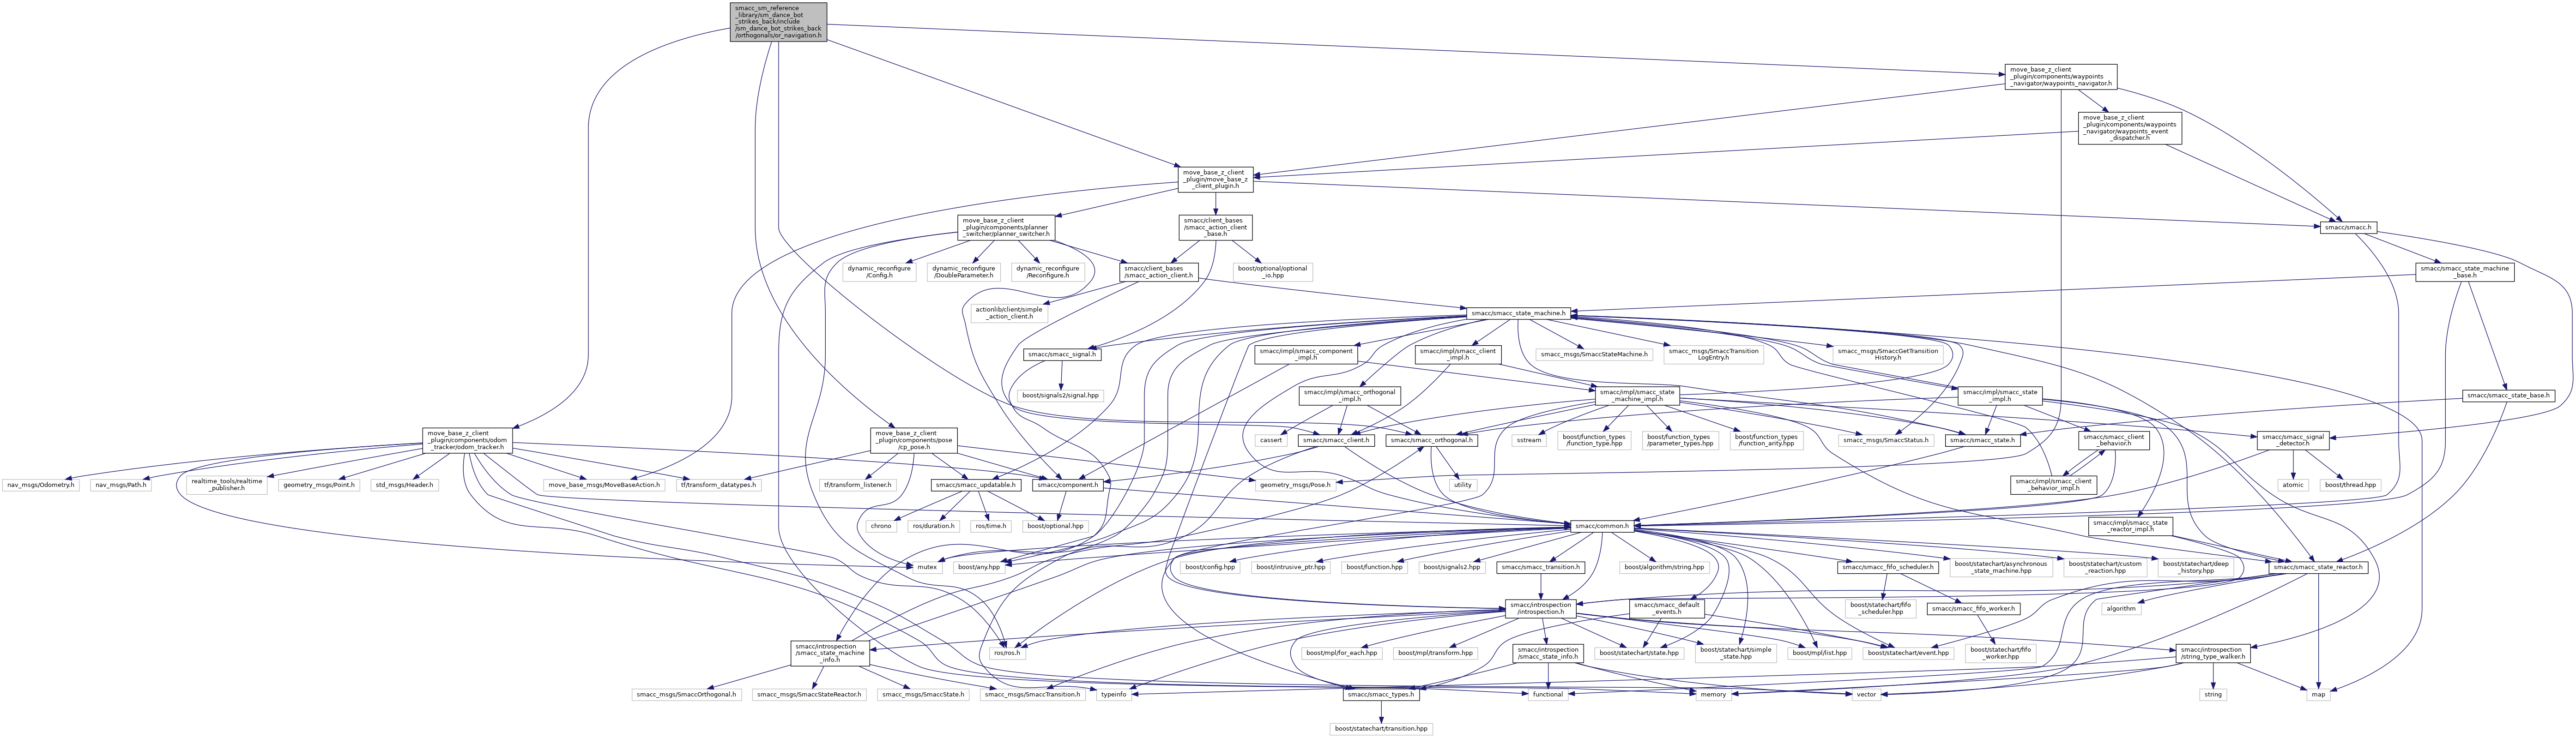 smacc_sm_reference
_library/sm_dance_bot
_strikes_back/include
/sm_dance_bot_strikes_back
/orthogonals/or_navigation.h
move_base_z_client
_plugin/components/waypoints
_navigator/waypoints_navigator.h
move_base_z_client
_plugin/components/waypoints
_navigator/waypoints_event
_dispatcher.h
move_base_z_client
_plugin/move_base_z
_client_plugin.h
move_base_z_client
_plugin/components/planner
_switcher/planner_switcher.h
smacc/client_bases
/smacc_action_client
_base.h
smacc/smacc.h
dynamic_reconfigure
/Config.h
dynamic_reconfigure
/DoubleParameter.h
dynamic_reconfigure
/Reconfigure.h
smacc/client_bases
/smacc_action_client.h
boost/optional/optional
_io.hpp
smacc/smacc_state_machine
_base.h
actionlib/client/simple
_action_client.h
smacc/smacc_state_machine.h
smacc/smacc_signal.h
smacc/impl/smacc_component
_impl.h
smacc/impl/smacc_client
_impl.h
smacc_msgs/SmaccStateMachine.h
smacc_msgs/SmaccTransition
LogEntry.h
smacc_msgs/SmaccGetTransition
History.h
boost/signals2/signal.hpp
smacc/impl/smacc_orthogonal
_impl.h
smacc/impl/smacc_state
_machine_impl.h
smacc/impl/smacc_state
_impl.h
smacc/smacc_state_base.h
move_base_z_client
_plugin/components/odom
_tracker/odom_tracker.h
move_base_z_client
_plugin/components/pose
/cp_pose.h
cassert
smacc/smacc_client.h
smacc/smacc_orthogonal.h
sstream
boost/function_types
/function_type.hpp
boost/function_types
/parameter_types.hpp
boost/function_types
/function_arity.hpp
smacc_msgs/SmaccStatus.h
smacc/smacc_state.h
smacc/smacc_client
_behavior.h
smacc/smacc_signal
_detector.h
nav_msgs/Odometry.h
nav_msgs/Path.h
realtime_tools/realtime
_publisher.h
geometry_msgs/Point.h
std_msgs/Header.h
move_base_msgs/MoveBaseAction.h
tf/transform_datatypes.h
tf/transform_listener.h
smacc/smacc_updatable.h
smacc/component.h
geometry_msgs/Pose.h
utility
smacc/impl/smacc_client
_behavior_impl.h
atomic
boost/thread.hpp
chrono
ros/duration.h
ros/time.h
boost/optional.hpp
smacc/common.h
smacc/impl/smacc_state
_reactor_impl.h
mutex
boost/any.hpp
boost/config.hpp
boost/intrusive_ptr.hpp
boost/function.hpp
boost/signals2.hpp
smacc/smacc_transition.h
boost/algorithm/string.hpp
smacc/smacc_fifo_scheduler.h
boost/statechart/asynchronous
_state_machine.hpp
boost/statechart/custom
_reaction.hpp
boost/statechart/deep
_history.hpp
smacc/smacc_state_reactor.h
smacc/introspection
/introspection.h
smacc/smacc_default
_events.h
boost/statechart/fifo
_scheduler.hpp
smacc/smacc_fifo_worker.h
algorithm
smacc/introspection
/smacc_state_machine
_info.h
ros/ros.h
boost/mpl/for_each.hpp
boost/mpl/transform.hpp
smacc/introspection
/smacc_state_info.h
boost/statechart/state.hpp
boost/statechart/simple
_state.hpp
boost/mpl/list.hpp
boost/statechart/event.hpp
boost/statechart/fifo
_worker.hpp
smacc/introspection
/string_type_walker.h
smacc_msgs/SmaccOrthogonal.h
smacc_msgs/SmaccStateReactor.h
smacc_msgs/SmaccState.h
smacc_msgs/SmaccTransition.h
typeinfo
smacc/smacc_types.h
functional
memory
vector
string
map
boost/statechart/transition.hpp